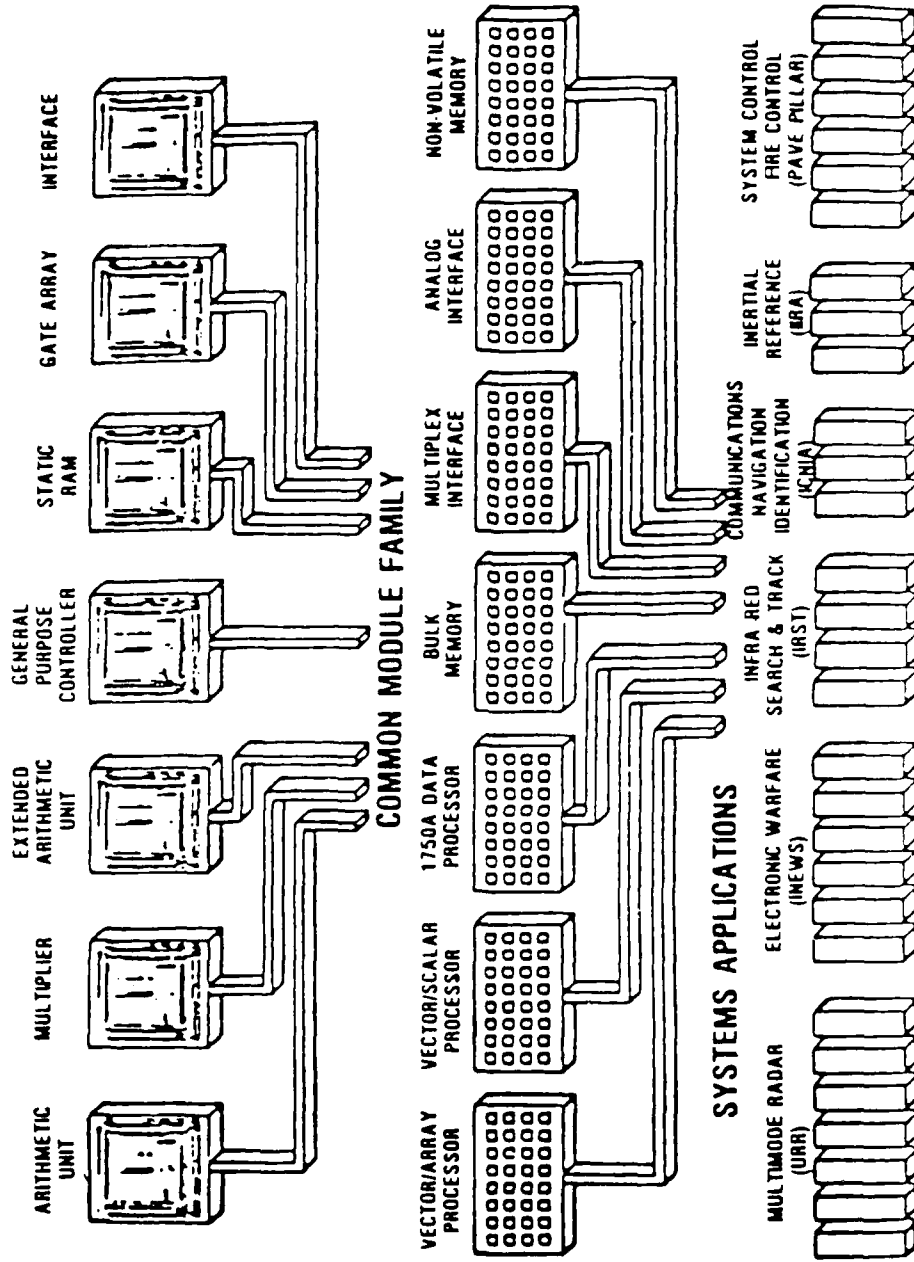 ARITHMETIC
UNIT
MULTIPLIER
EXTENDED
ARITHMETIC
UNIT
GENERAL
PURPOSE
CONTROLLER
STATIC
RAM
GATE ARRAY
INTERFACE
COMMON MODULE FAMILY
VECTOR/ARRAY
PROCESSOR
VECTOR/SCALAR
PROCESSOR
1750A DATA
PROCESSOR
BULK
MEMORY
MULTIPLEX
INTERFACE
ANALOG
INTERFACE
NON-VOLATILE
MEMORY
SYSTEMS APPLICATIONS
MULTIMODE RADAR
(URR)
ELECTRONIC WARFARE
(INEWS)
INFRA RED
SEARCH & TRACK
(IRST)
COMMUNICATIONS
NAVIGATION
IDENTIFICATION
(ICNIA)
INERTIAL
REFERENCE
SYSTEM CONTROL
FIRE CONTROL
(PAVE PILLAR)